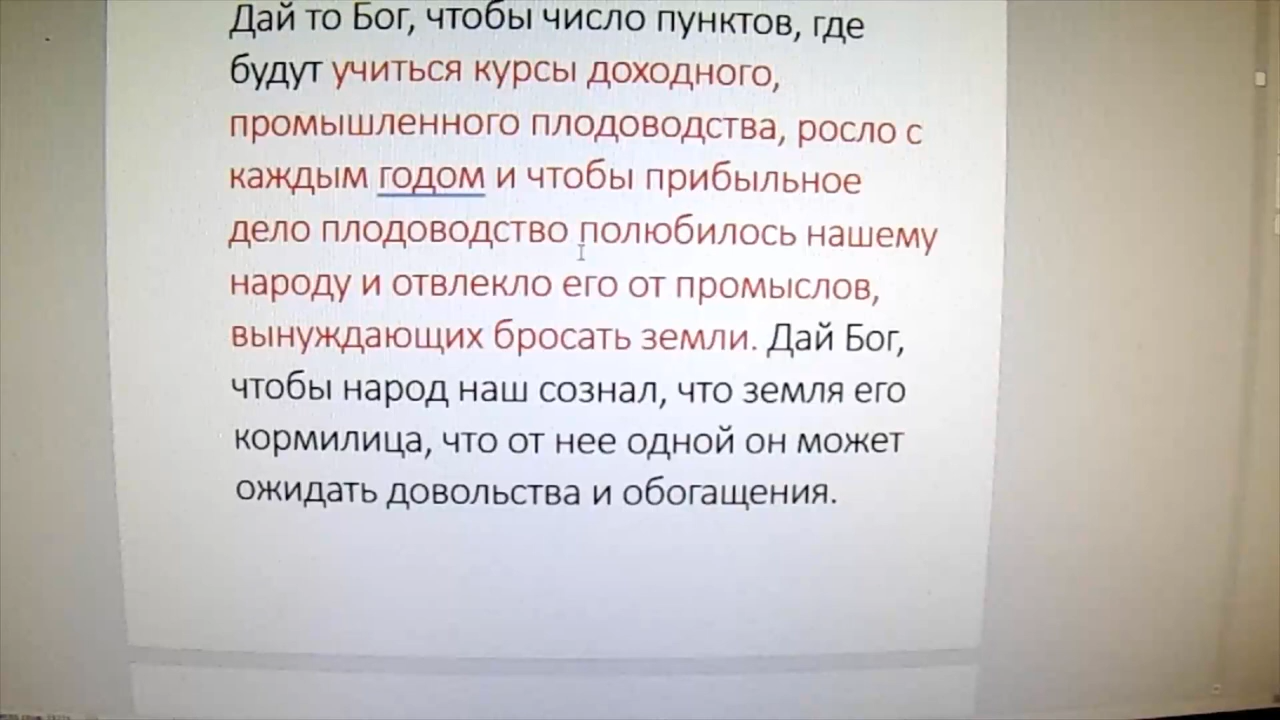 Дай то Бог, чтобы число пунктов, где
будут учиться курсы доходного,
промышленного плодоводства, росло с
каждым годом и чтобы прибыльное
дело плодоводство полюбилось нашему
народу и отвлекло его от промыслов,
вынуждающих бросать земли. Дай Бог,
чтобы народ наш сознал, что земля его
кормилица, что от нее одной он может
ожидать довольства и обогащения.